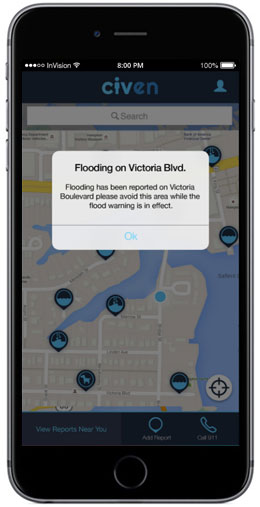 ●●●○○ InVision 8:00 PM 100%
civen
Search
Flooding on Victoria Blvd.
Flooding has been reported on Victoria
Boulevard please avoid this area while the
flood warning is in effect.
Ok
Victoria Blvd
View Reports Near You
Add Report
Call 911